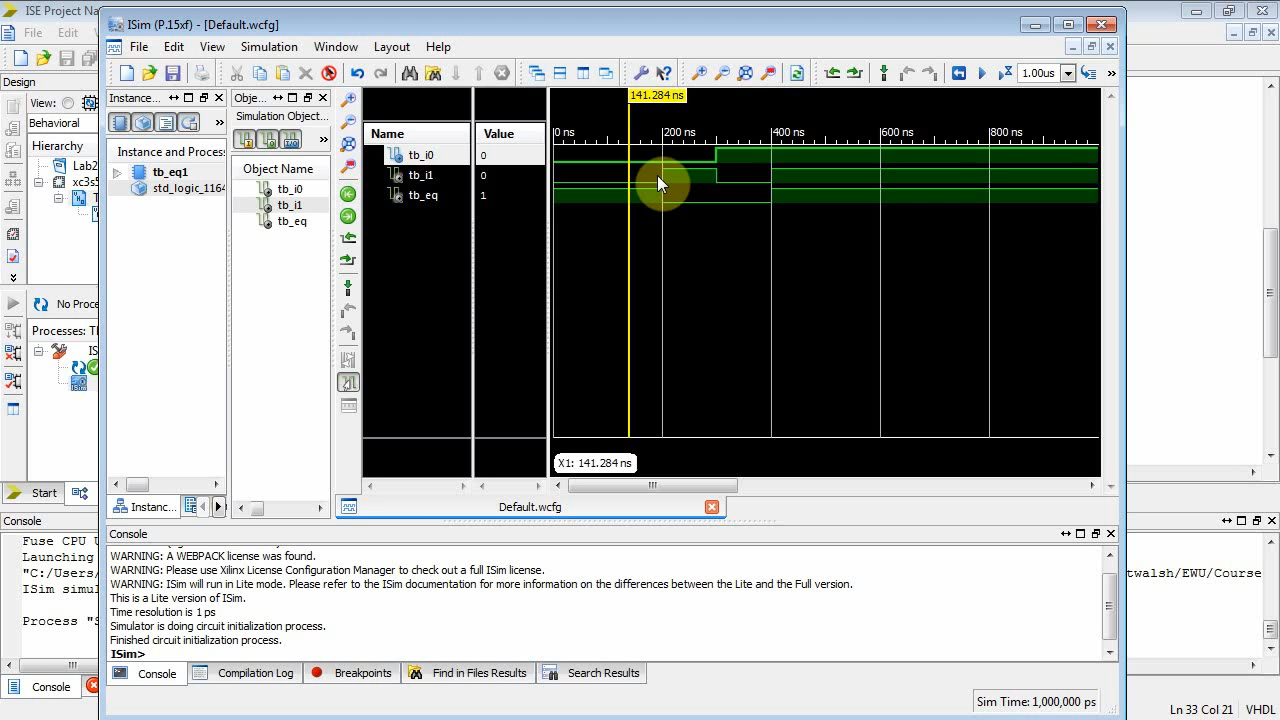 ISE Project Na
ISim (P.15xf) - [Default.wcfg]
File Ed
File Edit View Simulation Window Layout Help
1.00us
Design
View:
Behavioral
Hierarchy
Lab2
xc3s5
T
No Proce
Processes: T
IS
Start
Instance...
Instance and Process
tb_eq1
std_logic_1164
Instanc...
Obje...
Simulation Object
Object Name
tb_i0
tb_i1
tb_eq
Name Value
tb_i0 0
tb_i1 0
tb_eq 1
141.284 ns
0 ns 200 ns 400 ns 600 ns 800 ns
X1: 141.284 ns
Default.wcfg
Console
WARNING: A WEBPACK license was found.
WARNING: Please use Xilinx License Configuration Manager to check out a full ISim license.
WARNING: ISim will run in Lite mode. Please refer to the ISim documentation for more information on the differences between the Lite and the Full version.
This is a Lite version of ISim.
Time resolution is 1 ps
Simulator is doing circuit initialization process.
Finished circuit initialization process.
ISim>
Console Compilation Log Breakpoints Find in Files Results Search Results
Sim Time: 1,000,000 ps
Console
Fuse CPU U
Launching
"C:/Users/
ISim simul
Process "S
twalsh/EWU/Course
Console
Ln 33 Col 21 VHDL